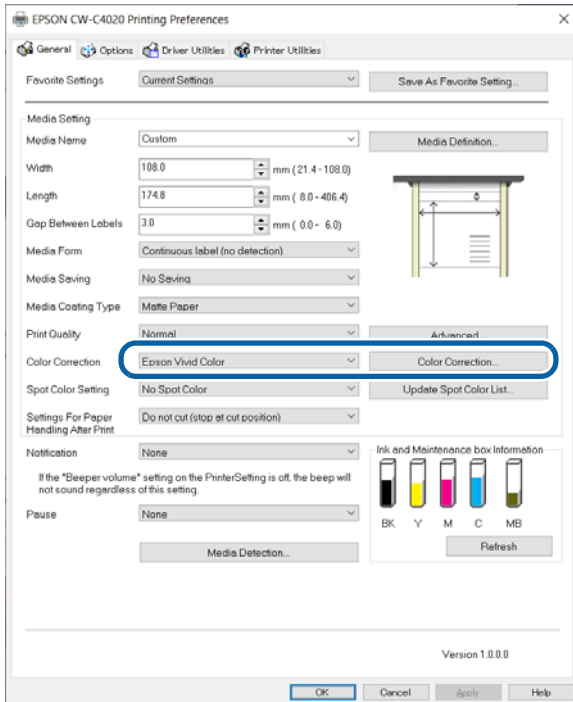 EPSON CW-C4020 Printing Preferences
General Options Driver Utilities Printer Utilities
Favorite Settings Current Settings Save As Favorite Setting...
Media Setting
Media Name Custom Media Definition...
Width 108.0 mm ( 21.4 - 108.0)
Length 174.8 mm ( 8.0 - 406.4)
Gap Between Labels 3.0 mm ( 0.0 - 6.0)
Media Form Continuous label (no detection)
Media Saving No Saving
Media Coating Type Matte Paper
Print Quality Normal Advanced
Color Correction Epson Vivid Color Color Correction...
Spot Color Setting No Spot Color Update Spot Color List...
Settings For Paper
Handling After Print Do not cut (stop at cut position)
Notification None
If the "Beeper volume" setting on the PrinterSetting is off, the beep will
not sound regardless of this setting.
Pause None
Media Detection...
Ink and Maintenance box Information
BK Y M C MB
Refresh
Version 1.0.0.0
OK Cancel Apply Help